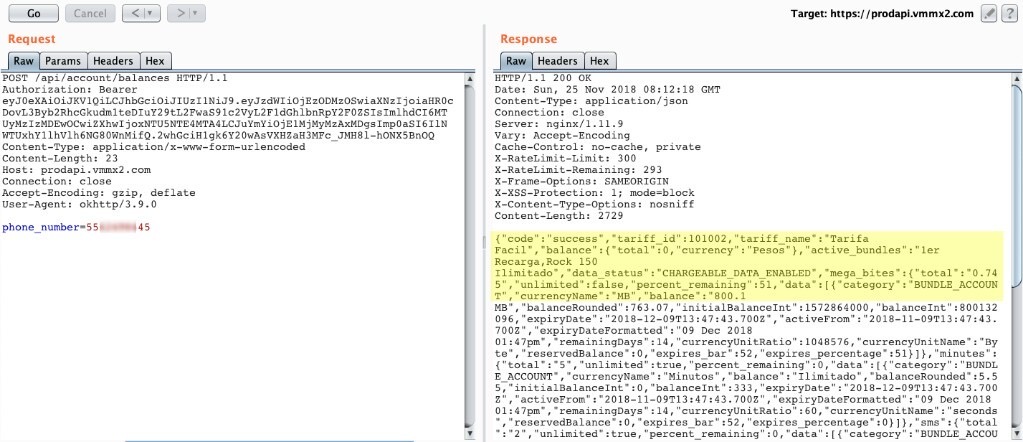 Go
Cancel
< | ▼
> | ▼
Target: https://prodapi.vmmx2.com
?
Request
Raw Params Headers Hex
POST /api/account/balances HTTP/1.1
Authorization: Bearer
Content-Type: application/x-www-form-urlencoded
Content-Length: 23
Host: prodapi.vmmx2.com
Connection: close
Accept-Encoding: gzip, deflate
User-Agent: okhttp/3.9.0
phone_number=55 45
Response
Raw Headers Hex
HTTP/1.1 200 OK
Date: Sun, 25 Nov 2018 08:12:18 GMT
Content-Type: application/json
Connection: close
Server: nginx/1.11.9
Vary: Accept-Encoding
Cache-Control: no-cache, private
X-RateLimit-Limit: 300
X-RateLimit-Remaining: 293
X-Frame-Options: SAMEORIGIN
X-XSS-Protection: 1; mode=block
X-Content-Type-Options: nosniff
Content-Length: 2729
{"code":"success","tariff_id":101002,"tariff_name":"Tarifa
Facil","balance":{"total":0,"currency":"Pesos"},"active_bundles":"1er
Recarga,Rock 150
Ilimitado","data_status":"CHARGEABLE_DATA_ENABLED","mega_bites":{"total":"0.74
5","unlimited":false,"percent_remaining":51,"data":[{"category":"BUNDLE_ACCOUN
T","currencyName":"MB","balance":"800.1
MB","balanceRounded":763.07,"initialBalanceInt":1572864000,"balanceInt":800132
096,"expiryDate":"2018-12-09T13:47:43.700Z","activeFrom":"2018-11-09T13:47:43.
700Z","expiryDateFormatted":"09 Dec 2018
01:47pm","remainingDays":14,"currencyUnitRatio":1048576,"currencyUnitName":"By
te","reservedBalance":0,"expires_bar":52,"expires_percentage":51}]},"minutes":
{"total":"5","unlimited":true,"percent_remaining":0,"data":[{"category":"BUNDL
E_ACCOUNT","currencyName":"Minutos","balance":"Ilimitado","balanceRounded":5.5
5,"initialBalanceInt":0,"balanceInt":333,"expiryDate":"2018-12-09T13:47:43.700
Z","activeFrom":"2018-11-09T13:47:43.700Z","expiryDateFormatted":"09 Dec 2018
01:47pm","remainingDays":14,"currencyUnitRatio":60,"currencyUnitName":"seconds
","reservedBalance":0,"expires_bar":52,"expires_percentage":0}]},"sms":{"total
":"2","unlimited":true,"percent_remaining":0,"data":[{"category":"BUNDLE_ACCOU